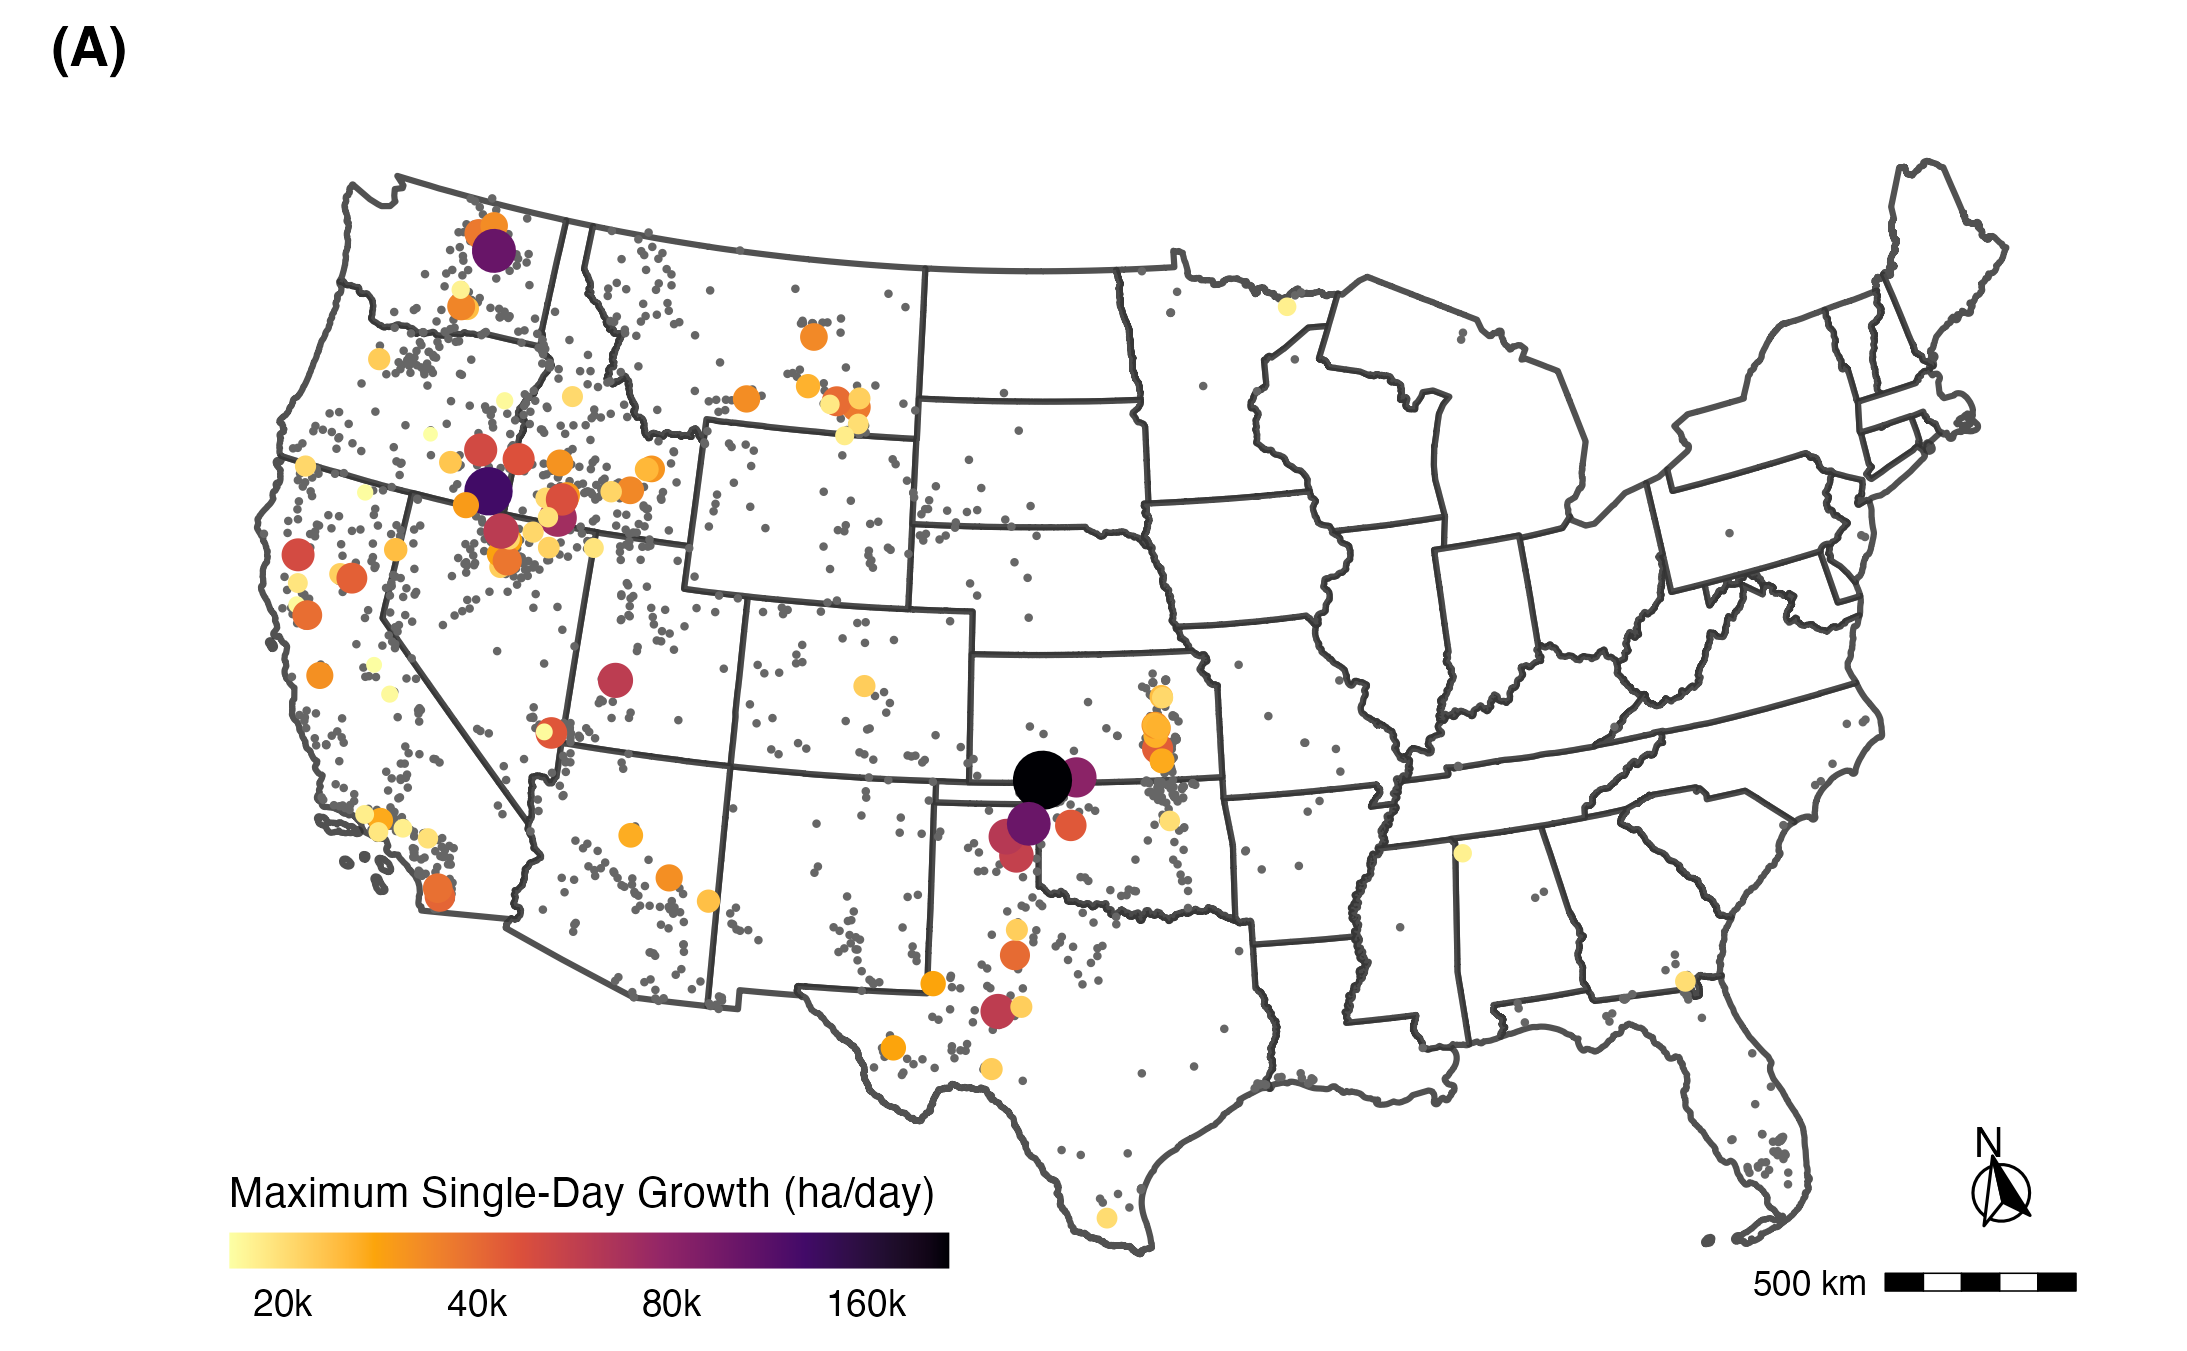 (A)
Maximum Single-Day Growth (ha/day)
20k 40k 80k 160k
N
500 km